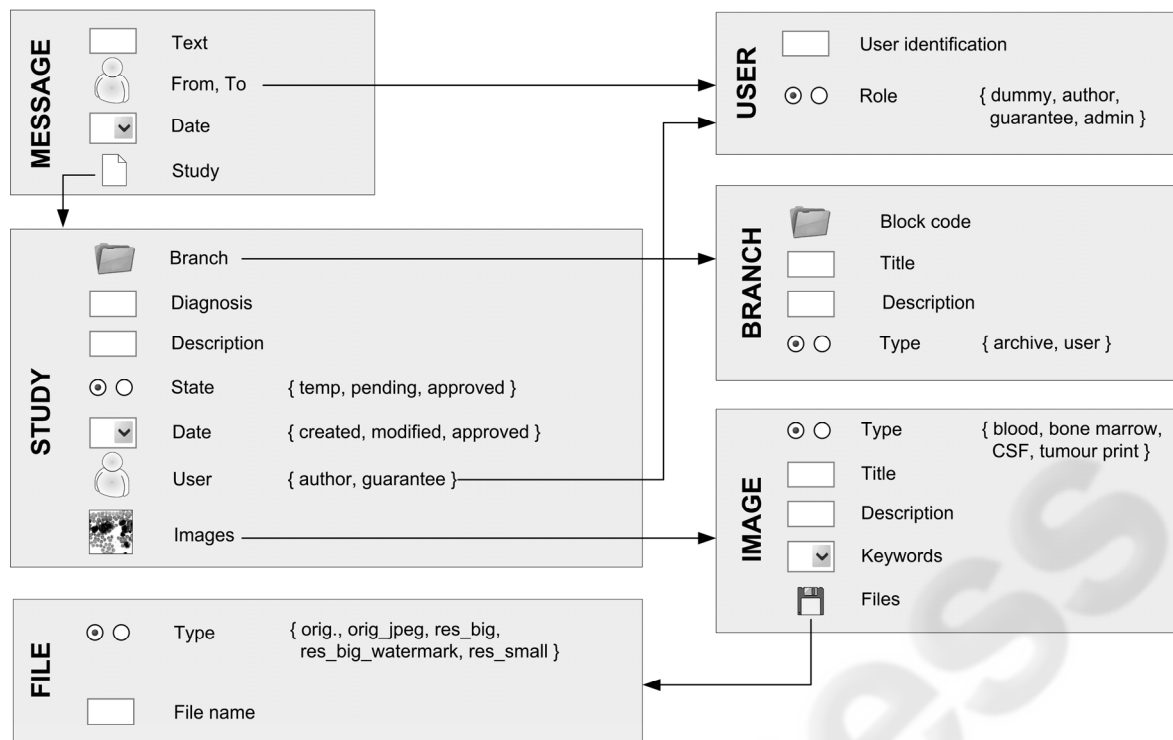 MESSAGE
Text
From, To
Date
Study
USER
User identification
Role { dummy, author,
guarantee, admin }
STUDY
Branch
Diagnosis
Description
State { temp, pending, approved }
Date { created, modified, approved }
User { author, guarantee }
Images
BRANCH
Block code
Title
Description
Type { archive, user }
IMAGE
Type { blood, bone marrow,
CSF, tumour print }
Title
Description
Keywords
Files
FILE
Type { orig., orig_jpeg, res_big,
res_big_watermark, res_small }
File name
ess